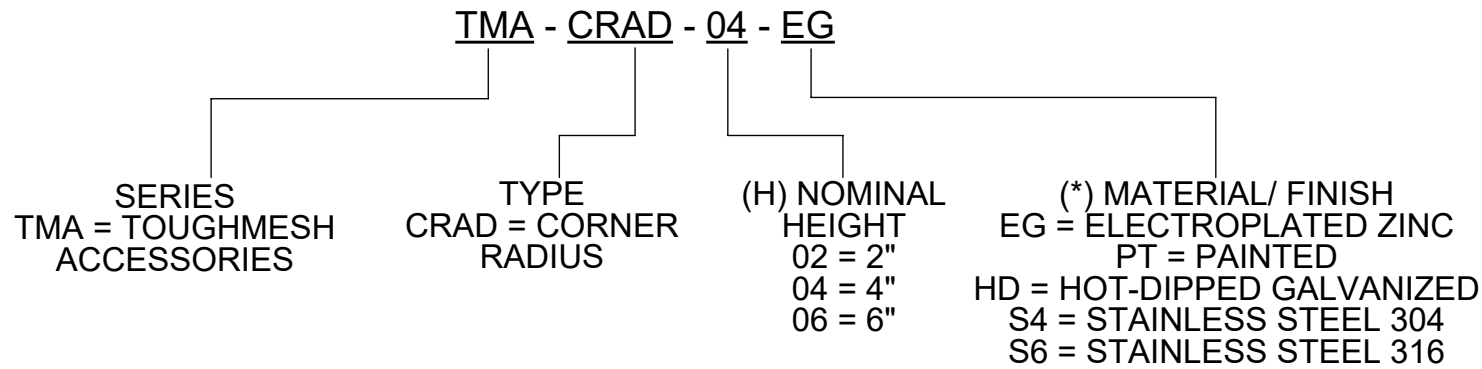 TMA - CRAD - 04 - EG
SERIES
TMA = TOUGHMESH
ACCESSORIES
TYPE
CRAD = CORNER
RADIUS
(H) NOMINAL
HEIGHT
02 = 2"
04 = 4"
06 = 6"
(*) MATERIAL/ FINISH
EG = ELECTROPLATED ZINC
PT = PAINTED
HD = HOT-DIPPED GALVANIZED
S4 = STAINLESS STEEL 304
S6 = STAINLESS STEEL 316